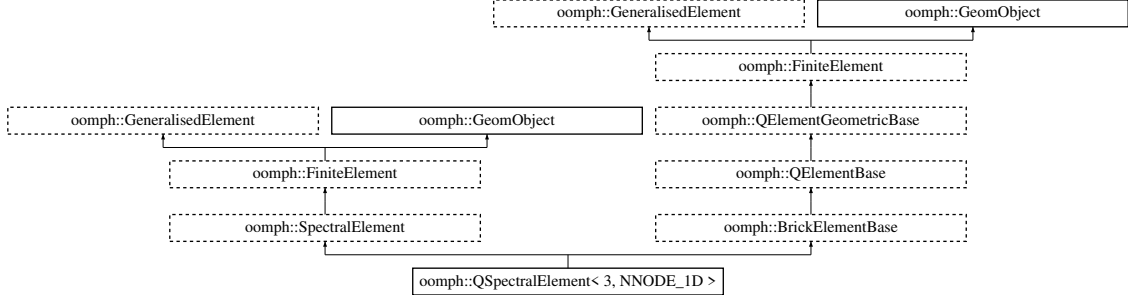 oomph::GeneralisedElement
oomph::GeomObject
oomph::FiniteElement
oomph::GeneralisedElement
oomph::GeomObject
oomph::QElementGeometricBase
oomph::FiniteElement
oomph::QElementBase
oomph::SpectralElement
oomph::BrickElementBase
oomph::QSpectralElement< 3, NNODE_1D >